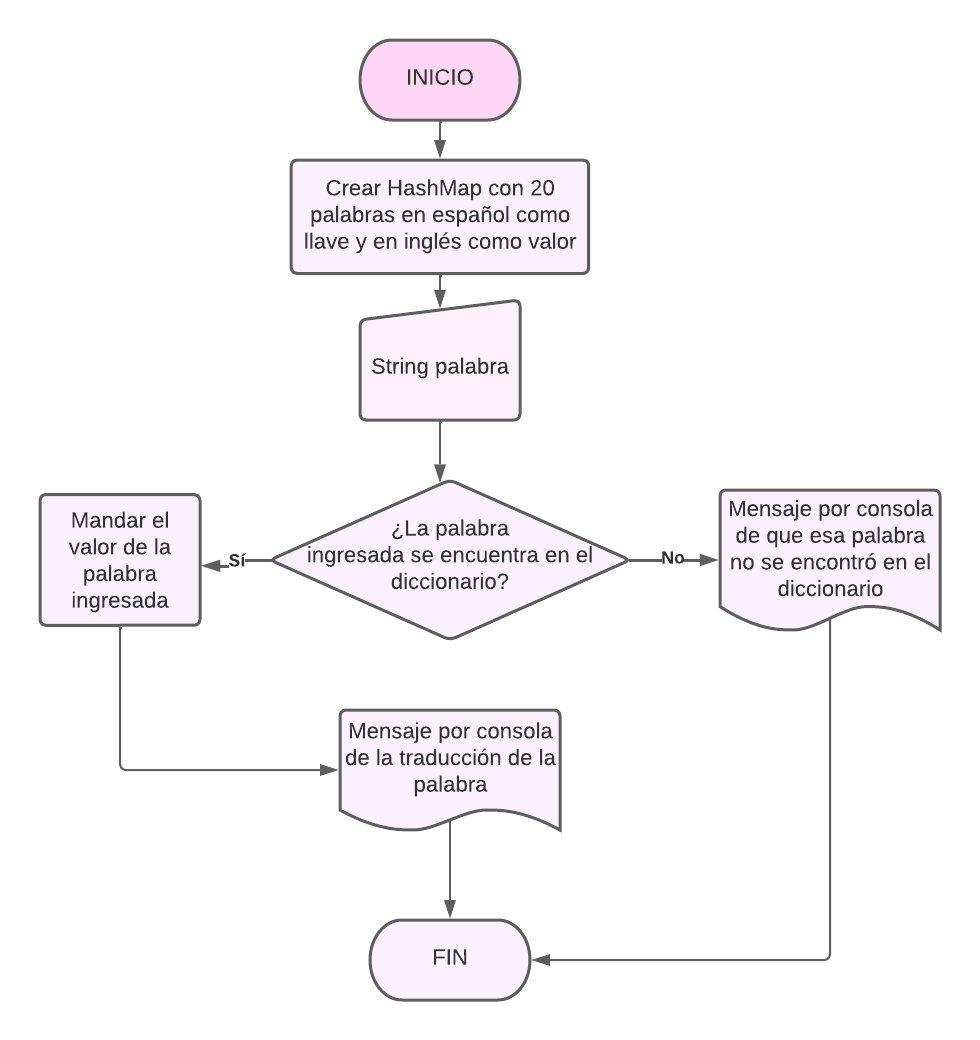 INICIO
Crear HashMap con 20
palabras en español como
llave y en inglés como valor
String palabra
¿La palabra
ingresada se encuentra en el
diccionario?
Sí
No
Mandar el
valor de la
palabra
ingresada
Mensaje por consola
de que esa palabra
no se encontró en el
diccionario
Mensaje por consola
de la traducción de la
palabra
FIN